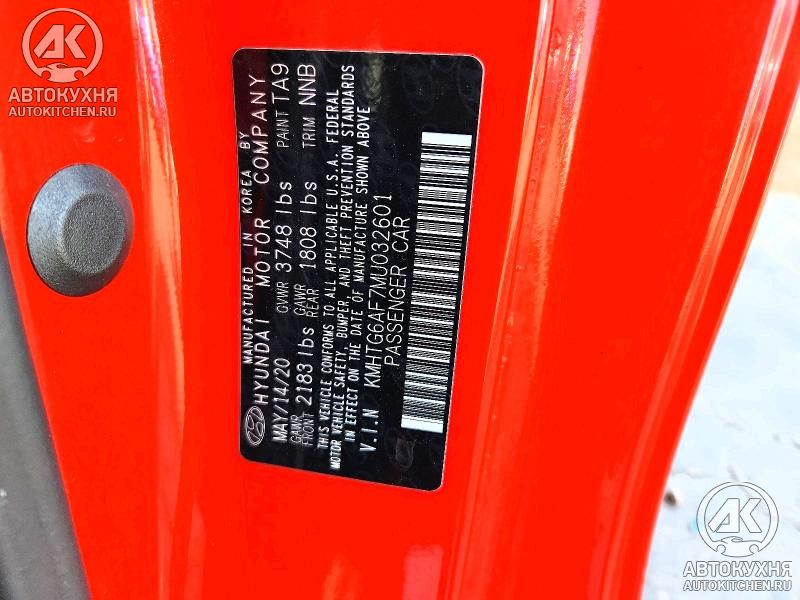 АВТОКУХНЯ
AUTOKITCHEN.RU
MANUFACTURED IN KOREA BY
HYUNDAI MOTOR COMPANY
MAY/14/20 GVWR 3748 lbs PAINT TA9
GAWR FRONT 2183 lbs GAWR REAR 1808 lbs TRIM NNB
THIS VEHICLE CONFORMS TO ALL APPLICABLE U.S.A. FEDERAL
MOTOR VEHICLE SAFETY, BUMPER, AND THEFT PREVENTION STANDARDS
IN EFFECT ON THE DATE OF MANUFACTURE SHOWN ABOVE
V.I.N KMHTG6AF7MU032601
PASSENGER CAR
АВТОКУХНЯ
AUTOKITCHEN.RU